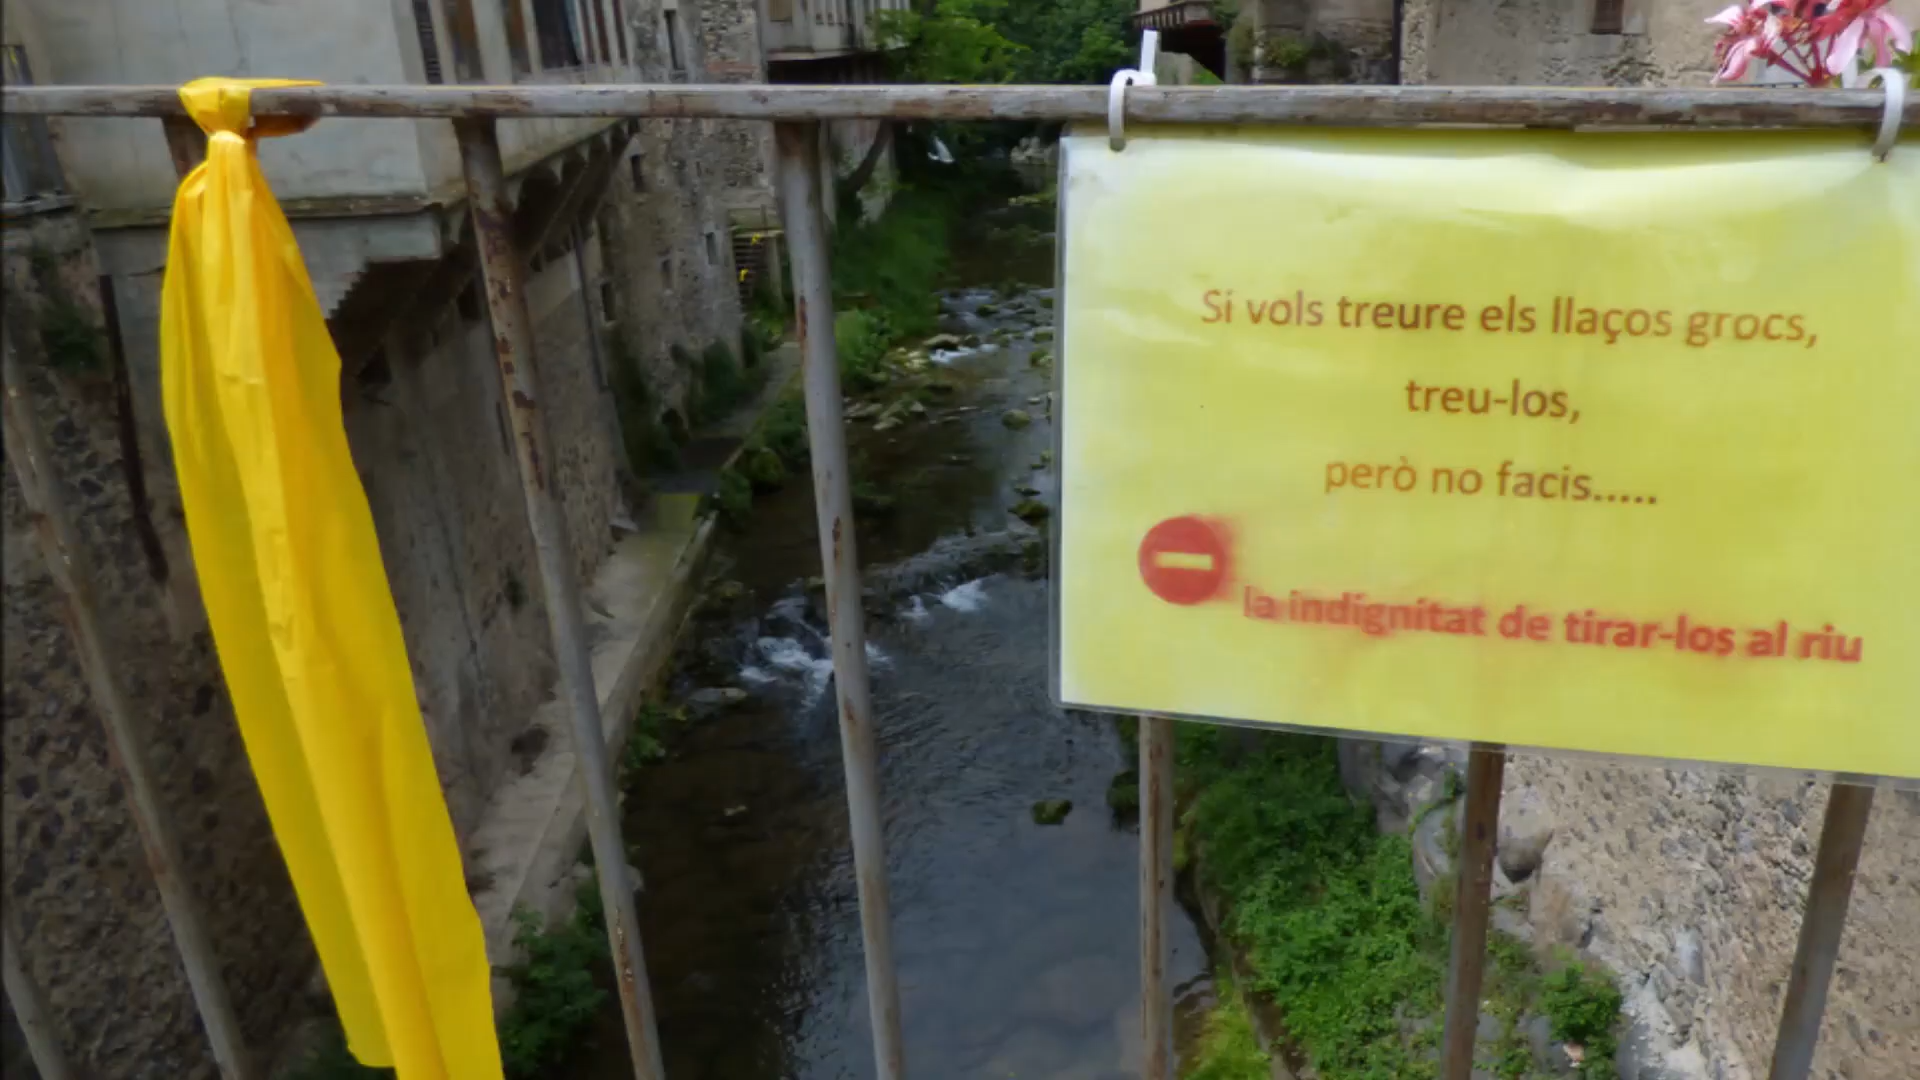 Si vols treure els llaços grocs,
treu-los,
però no facis.....
la indignitat de tirar-los al riu